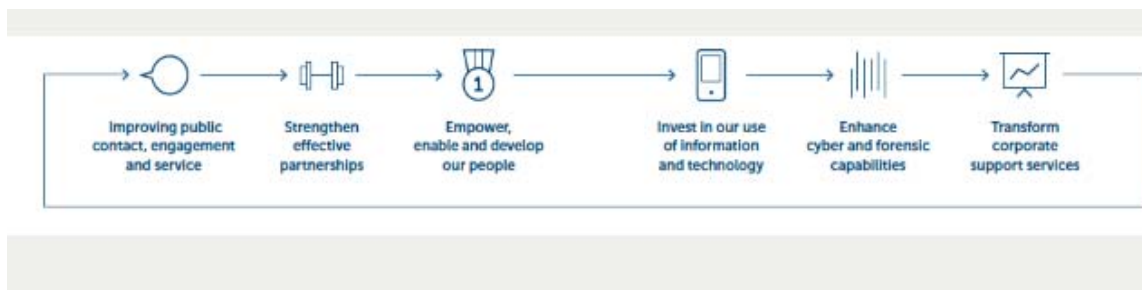 1
Improving public
contact, engagement
and service
Strengthen
effective
partnerships
Empower,
enable and develop
our people
Invest in our use
of information
and technology
Enhance
cyber and forensic
capabilities
Transform
corporate
support services